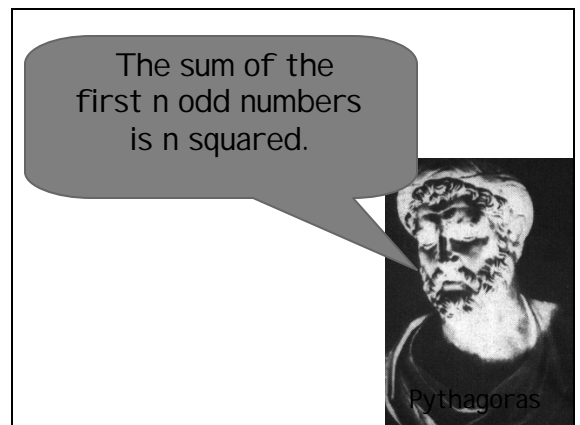 The sum of the
first n odd numbers
is n squared.
Pythagoras